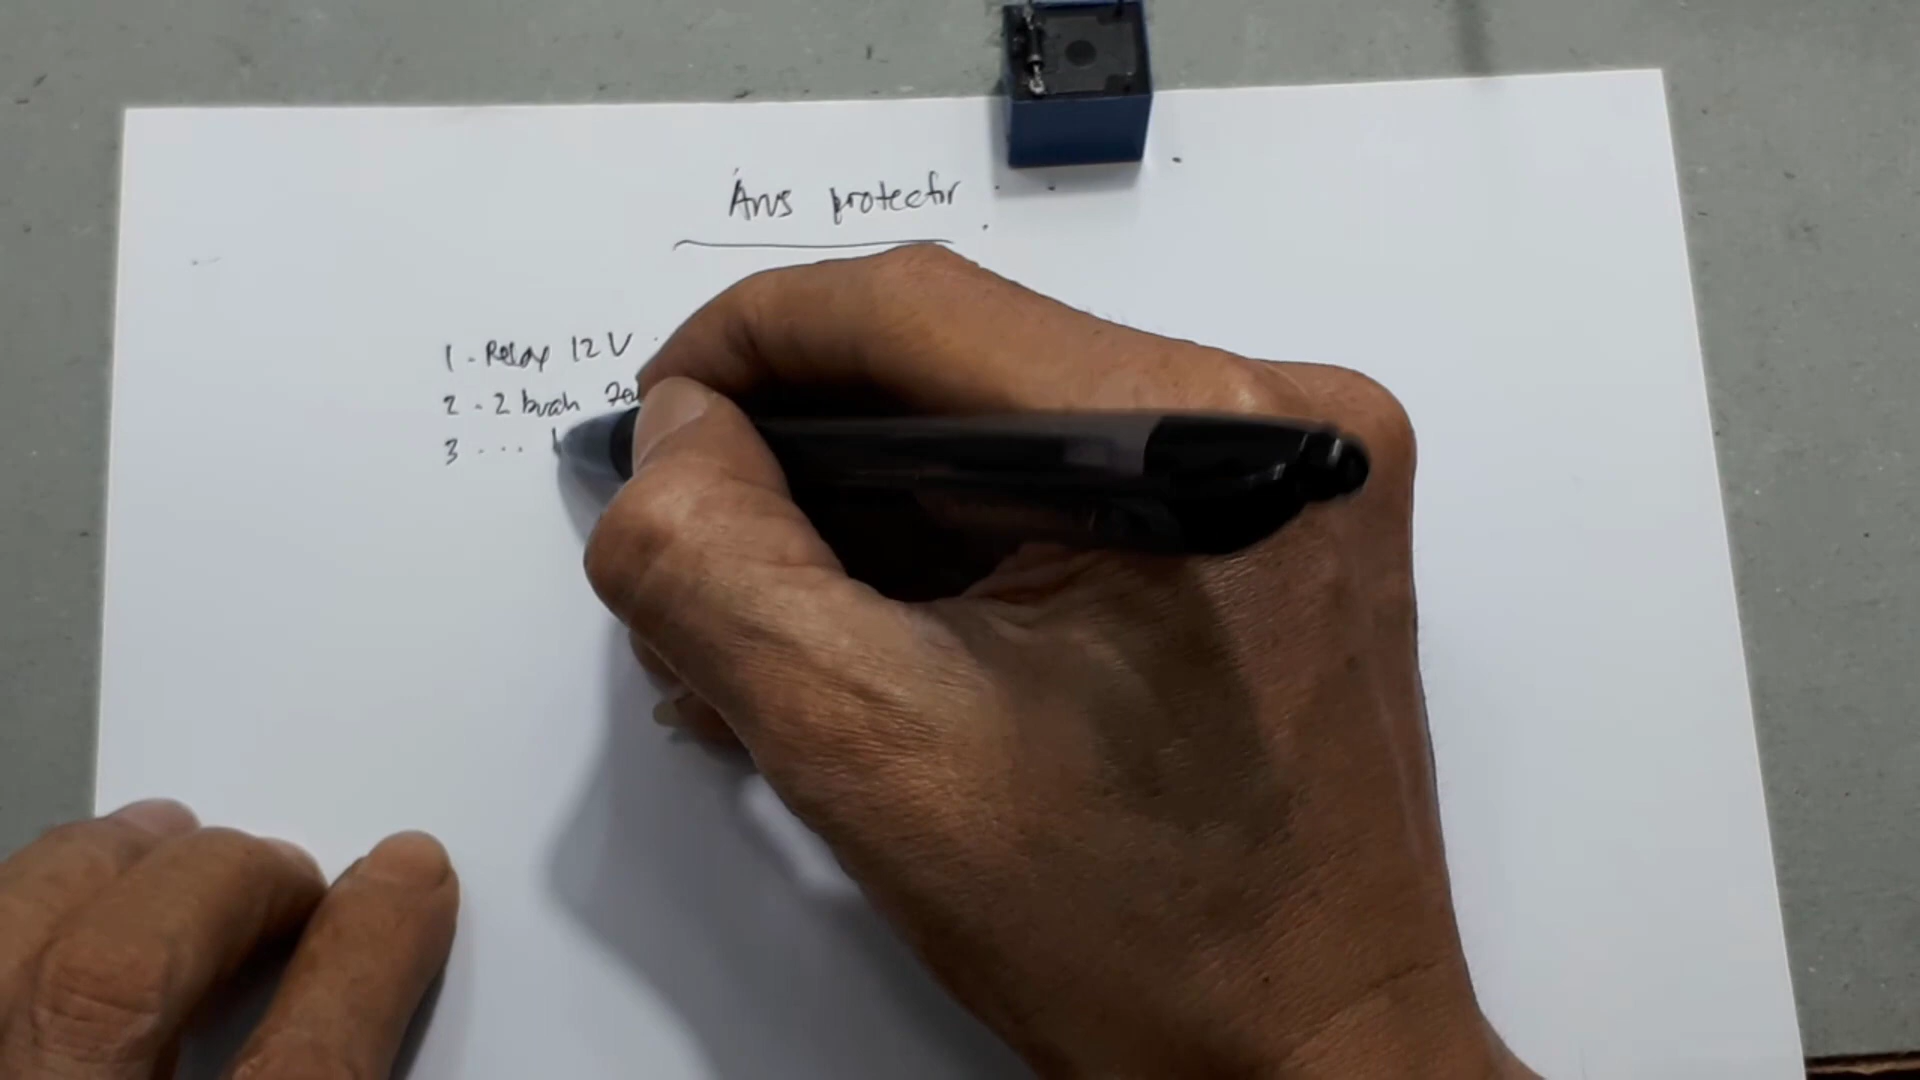 Arus protector
1 - Relay 12 V
2 - 2 buah
3 ...